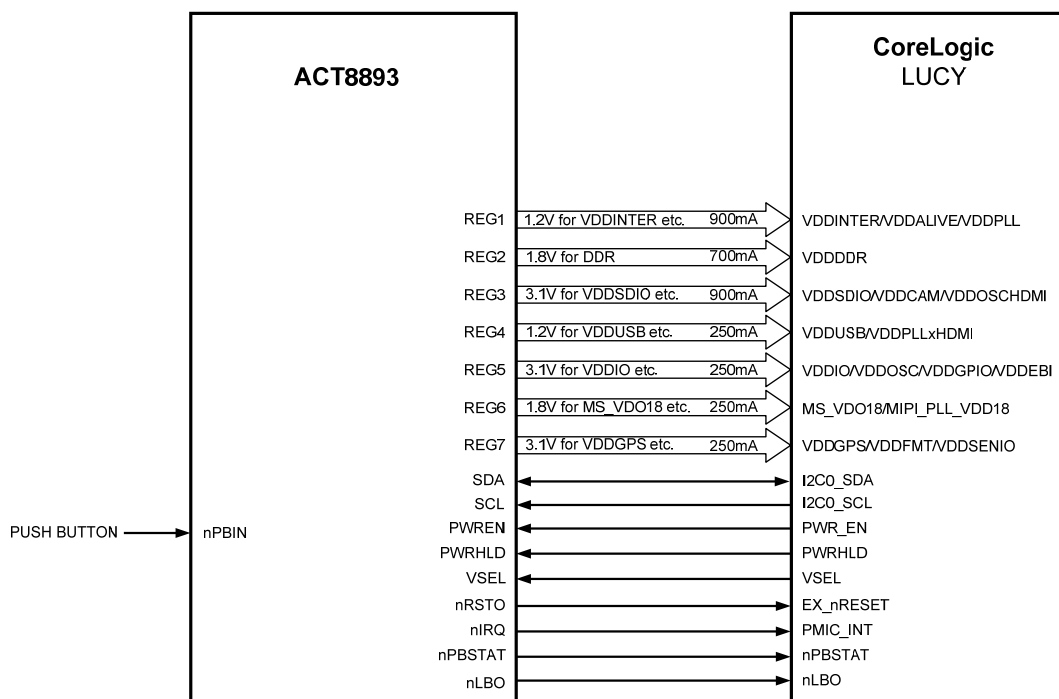 ACT8893
CoreLogic
LUCY
REG1 1.2V for VDDINTER etc. 900mA VDDINTER/VDDALIVE/VDDPLL
REG2 1.8V for DDR 700mA VDDDDR
REG3 3.1V for VDDSDIO etc. 900mA VDDSDIO/VDDCAM/VDDOSCHDMI
REG4 1.2V for VDDUSB etc. 250mA VDDUSB/VDDPLLxHDMI
REG5 3.1V for VDDIO etc. 250mA VDDIO/VDDOSC/VDDGPIO/VDDEBI
REG6 1.8V for MS_VDO18 etc. 250mA MS_VDO18/MIPI_PLL_VDD18
REG7 3.1V for VDDGPS etc. 250mA VDDGPS/VDDFMT/VDDSENIO
SDA I2C0_SDA
SCL I2C0_SCL
PWREN PWR_EN
PUSH BUTTON nPBIN
PWRHLD PWRHLD
VSEL VSEL
nRSTO EX_nRESET
nIRQ PMIC_INT
nPBSTAT nPBSTAT
nLBO nLBO